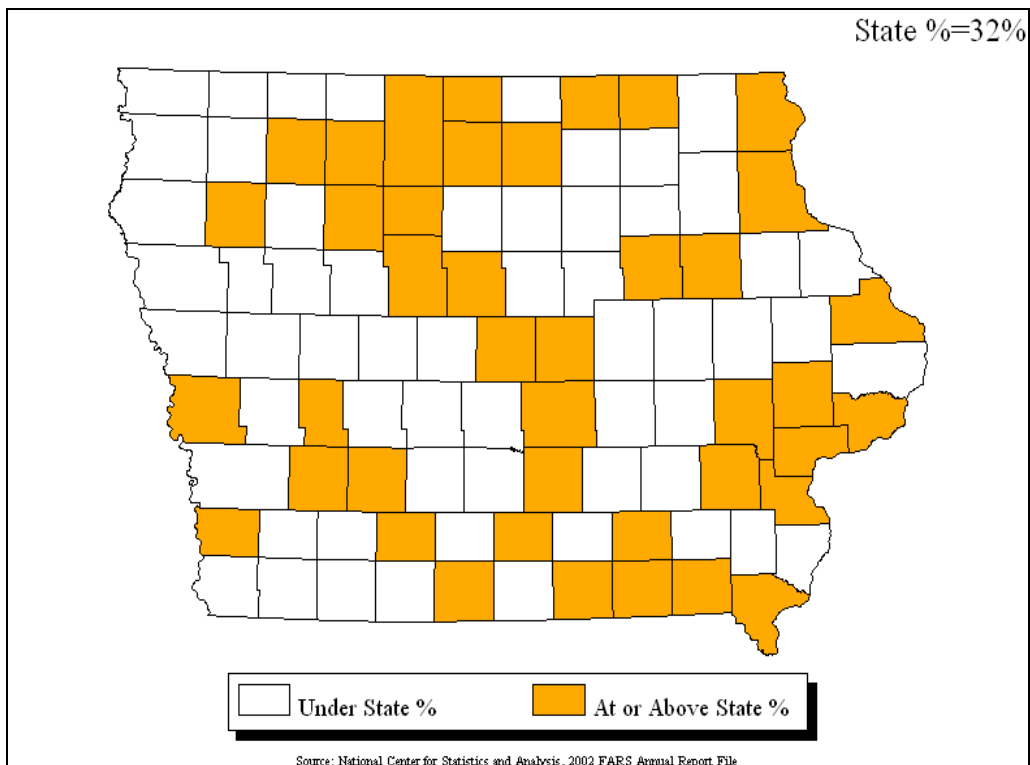 State %=32%
Under State %
At or Above State %
Source: National Center for Statistics and Analysis, 2002 FARS Annual Report File